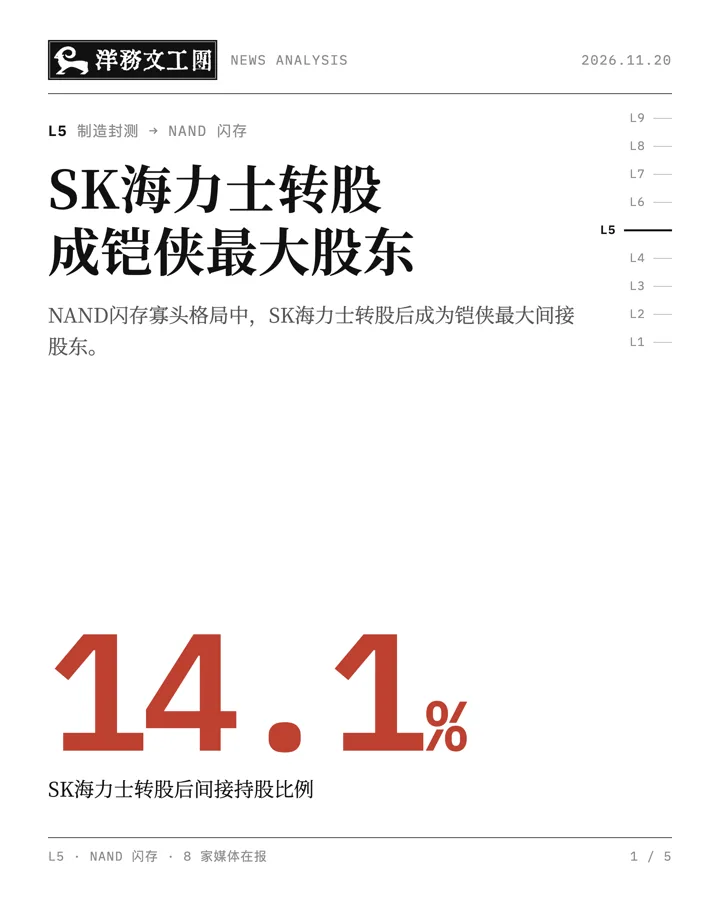 洋務文工團 NEWS ANALYSIS 2026.11.20
L5 制造封测 → NAND 闪存
SK海力士转股
成铠侠最大股东
NAND闪存寡头格局中，SK海力士转股后成为铠侠最大间接
股东。
L9
L8
L7
L6
L5
L4
L3
L2
L1
14.1%
SK海力士转股后间接持股比例
L5 · NAND 闪存 · 8 家媒体在报 1 / 5